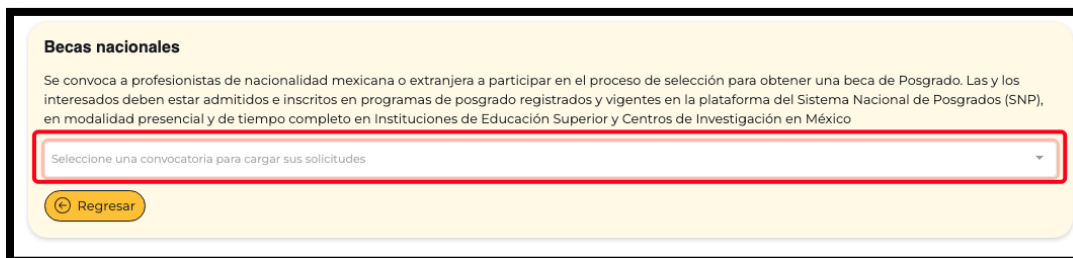 Becas nacionales
Se convoca a profesionistas de nacionalidad mexicana o extranjera a participar en el proceso de selección para obtener una beca de Posgrado. Las y los
interesados deben estar admitidos e inscritos en programas de posgrado registrados y vigentes en la plataforma del Sistema Nacional de Posgrados (SNP),
en modalidad presencial y de tiempo completo en Instituciones de Educación Superior y Centros de Investigación en México
Seleccione una convocatoria para cargar sus solicitudes
Regresar